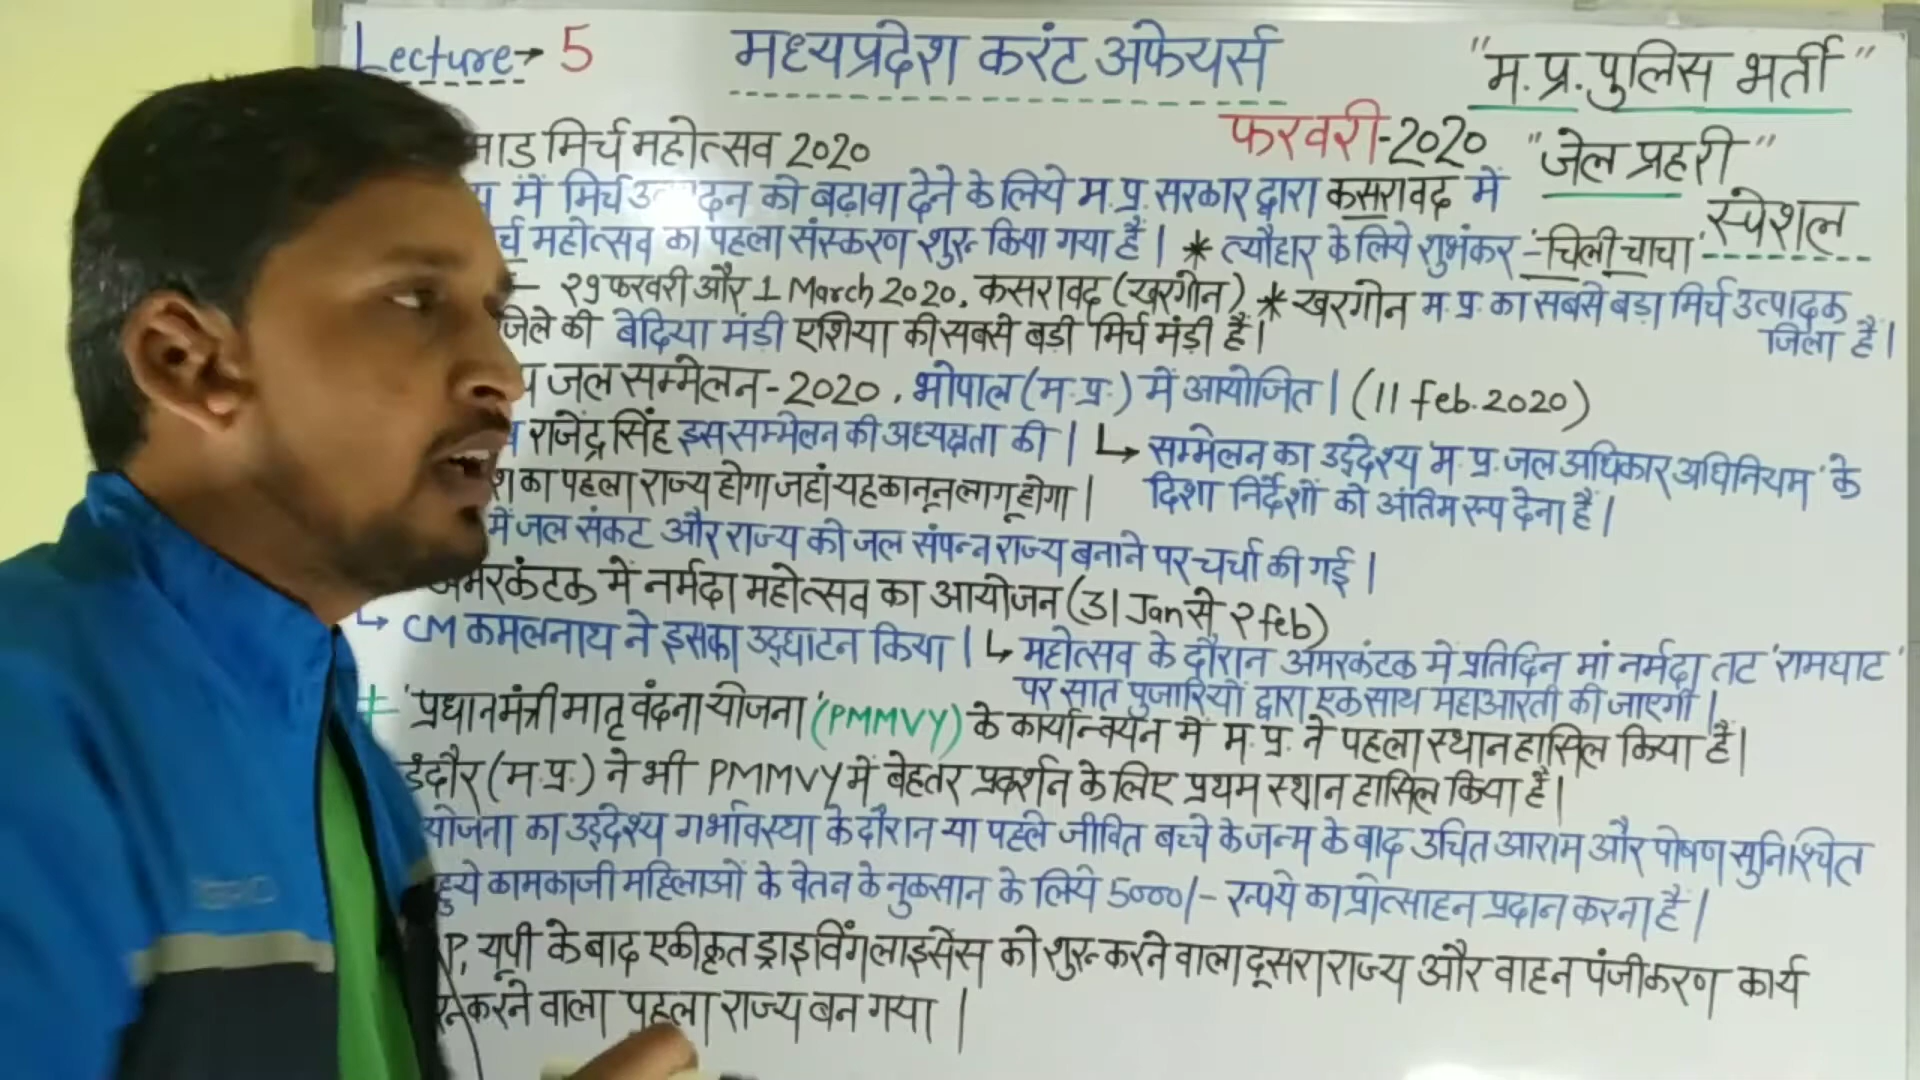 Lecture → 5
मध्यप्रदेश करंट अफेयर्स
"म.प्र.पुलिस भर्ती"
फरवरी-2020
"जेल प्रहरी"
स्पेशल
माड मिर्च महोत्सव 2020
में मिर्च उत्पादन को बढ़ावा देने के लिये म.प्र. सरकार द्वारा कसरावद में
महोत्सव का पहला संस्करण शुरू किया गया है | * त्यौहार के लिये शुभंकर - 'चिली चाचा'
- २९ फरवरी और 1 March 2020, कसरावद (खरगोन) * खरगोन म.प्र. का सबसे बड़ा मिर्च उत्पादक जिला है |
जिले की बेदिया मंडी एशिया की सबसे बड़ी मिर्च मंड़ी है |
जल सम्मेलन-2020, भोपाल (म.प्र.) में आयोजित | (11 feb.2020)
राजेंद्र सिंह इस सम्मेलन की अध्यक्षता की |
↳ सम्मेलन का उद्देश्य 'म.प्र. जल अधिकार अधिनियम' के
दिशा निर्देशों को अंतिम रूप देना हैं |
का पहला राज्य होगा जहां यह कानून लागू होगा |
में जल संकट और राज्य को जल संपन्न राज्य बनाने पर चर्चा की गई |
अमरकंटक में नर्मदा महोत्सव का आयोजन (31 Jan से २ feb)
↳ CM कमलनाथ ने इसका उद्घाटन किया |
↳ महोत्सव के दौरान अमरकंटक में प्रतिदिन मां नर्मदा तट 'रामघाट'
पर सात पुजारियों द्वारा एक साथ महाआरती की जाएगी |
+ 'प्रधानमंत्री मातृ वंदना योजना' (PMMVY) के कार्यान्वयन में म.प्र. ने पहला स्थान हासिल किया है |
इंदौर (म.प्र.) ने भी PMMVY में बेहतर प्रदर्शन के लिए प्रथम स्थान हासिल किया है |
योजना का उद्देश्य गर्भावस्था के दौरान या पहले जीवित बच्चे के जन्म के बाद उचित आराम और पोषण सुनिश्चित
हुये कामकाजी महिलाओं के वेतन के नुकसान के लिये 5000/- रूपये का प्रोत्साहन प्रदान करना है |
P, यूपी के बाद एकीकृत ड्राइविंग लाइसेंस को शुरू करने वाला दूसरा राज्य और वाहन पंजीकरण कार्य
करने वाला पहला राज्य बन गया |